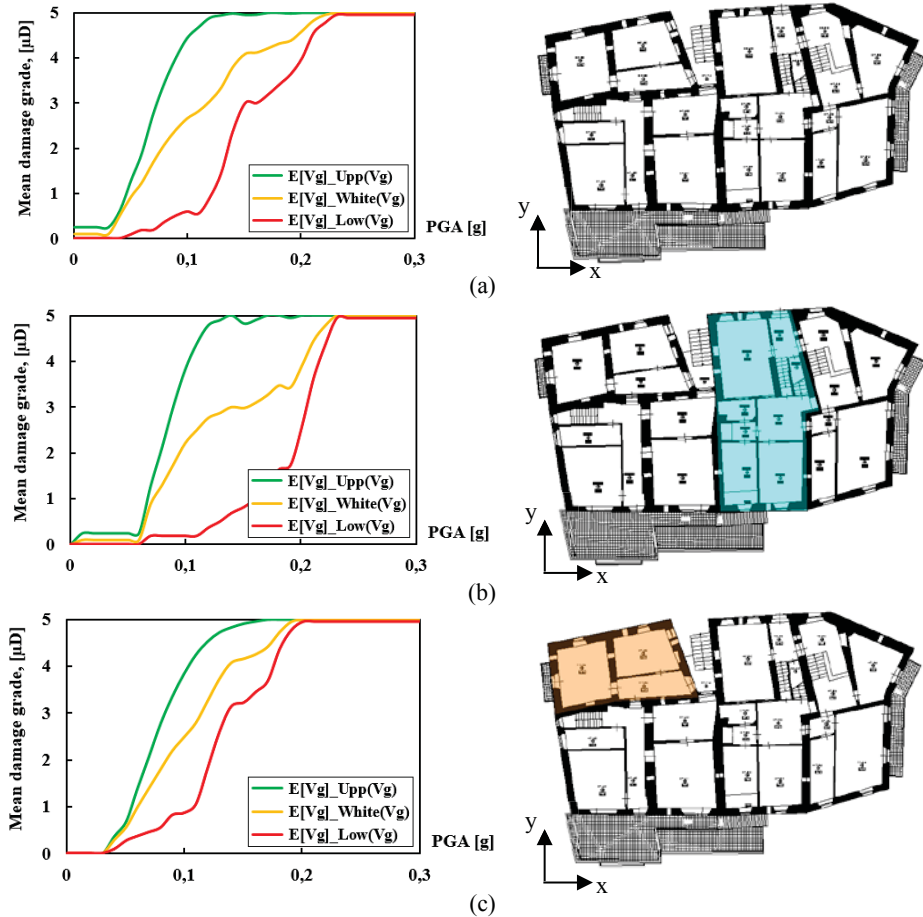 5
4
3
2
1
0
Mean damage grade, [μD]
E[Vg]_Upp(Vg)
E[Vg]_White(Vg)
E[Vg]_Low(Vg)
PGA [g]
0
0,1
0,2
0,3
y
x
(a)
5
4
3
2
1
0
Mean damage grade, [μD]
E[Vg]_Upp(Vg)
E[Vg]_White(Vg)
E[Vg]_Low(Vg)
PGA [g]
0
0,1
0,2
0,3
y
x
(b)
5
4
3
2
1
0
Mean damage grade, [μD]
E[Vg]_Upp(Vg)
E[Vg]_White(Vg)
E[Vg]_Low(Vg)
PGA [g]
0
0,1
0,2
0,3
y
x
(c)